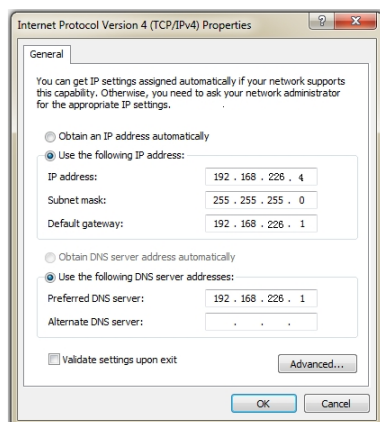 Internet Protocol Version 4 (TCP/IPv4) Properties
General
You can get IP settings assigned automatically if your network supports
this capability. Otherwise, you need to ask your network administrator
for the appropriate IP settings.
Obtain an IP address automatically
Use the following IP address:
IP address: 192 . 168 . 226 . 4
Subnet mask: 255 . 255 . 255 . 0
Default gateway: 192 . 168 . 226 . 1
Obtain DNS server address automatically
Use the following DNS server addresses:
Preferred DNS server: 192 . 168 . 226 . 1
Alternate DNS server: . . .
Validate settings upon exit
Advanced...
OK Cancel